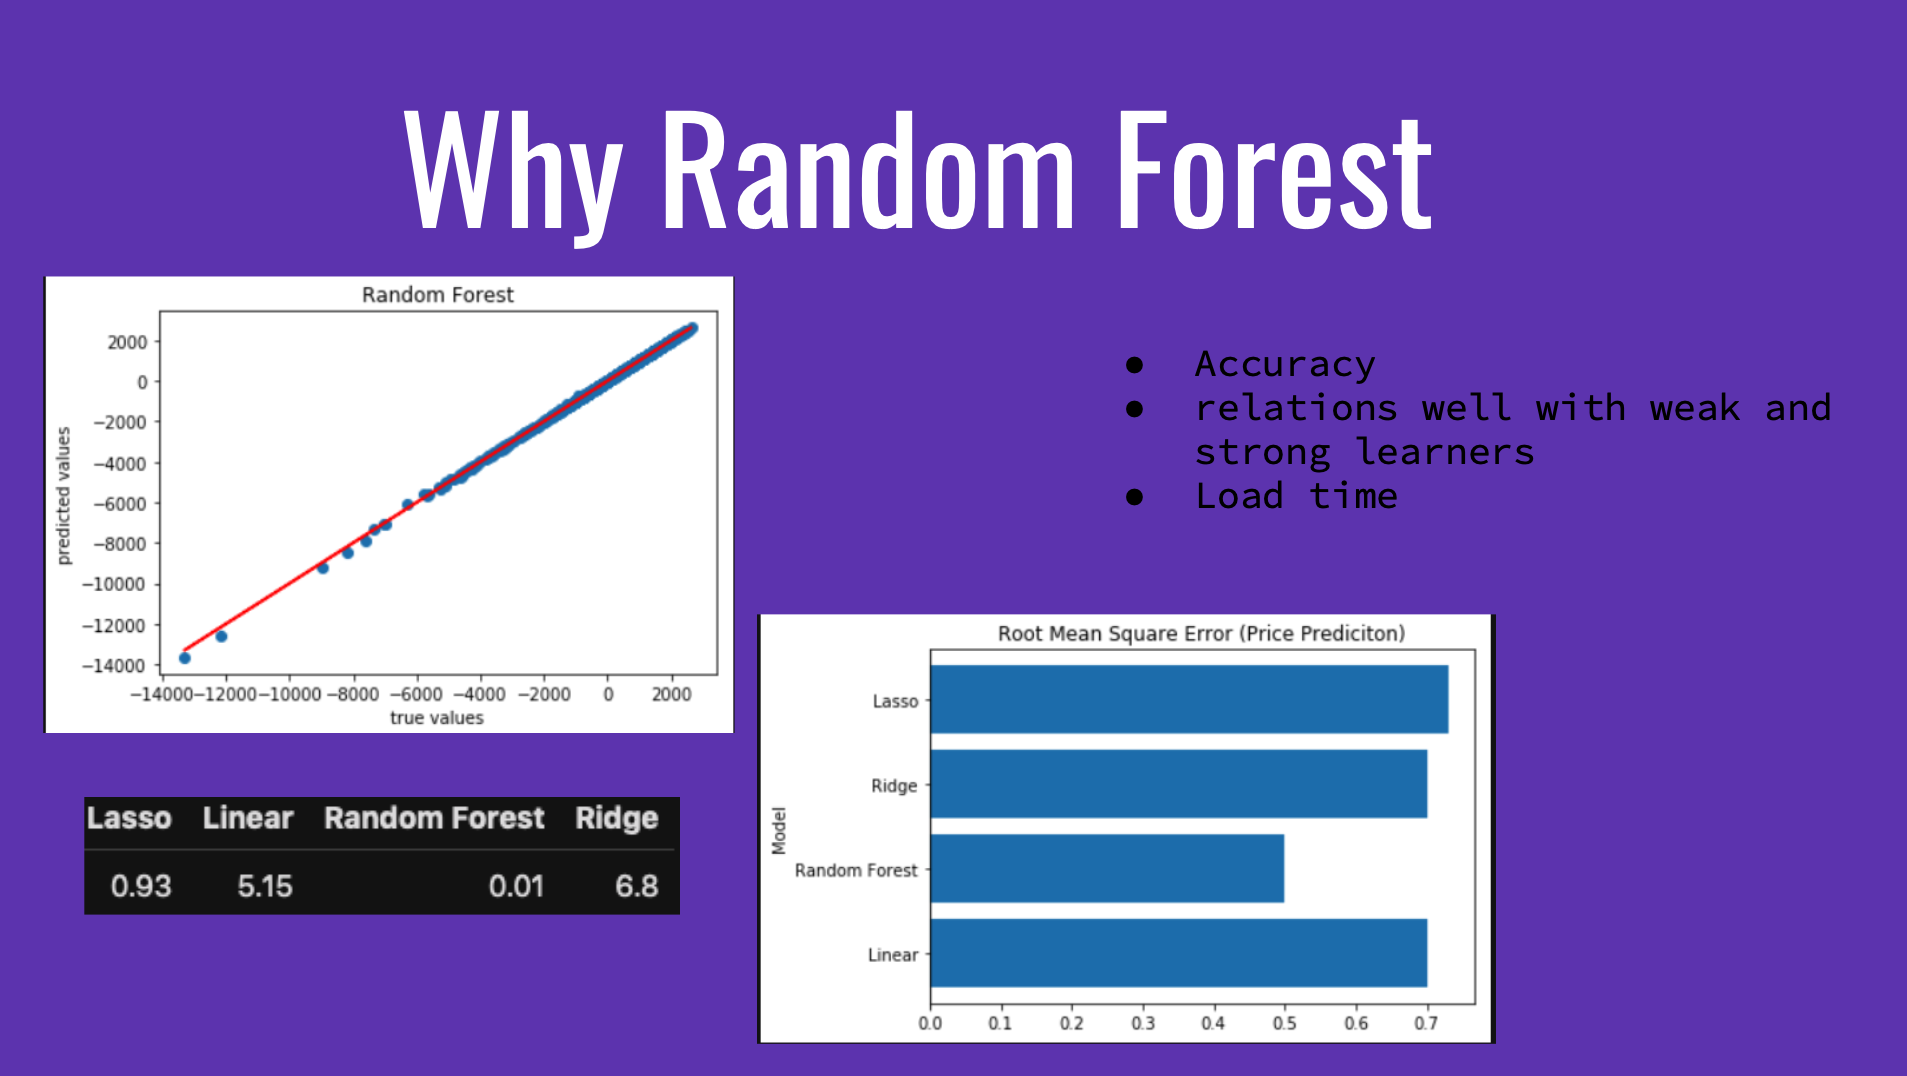 Why Random Forest
Random Forest
2000
0
−2000
−4000
−6000
−8000
−10000
−12000
−14000
predicted values
−14000 −12000 −10000 −8000 −6000 −4000 −2000 0 2000
true values
● Accuracy
● relations well with weak and
strong learners
● Load time
Lasso Linear Random Forest Ridge
0.93 5.15 0.01 6.8
Root Mean Square Error (Price Prediciton)
Model
Lasso
Ridge
Random Forest
Linear
0.0 0.1 0.2 0.3 0.4 0.5 0.6 0.7